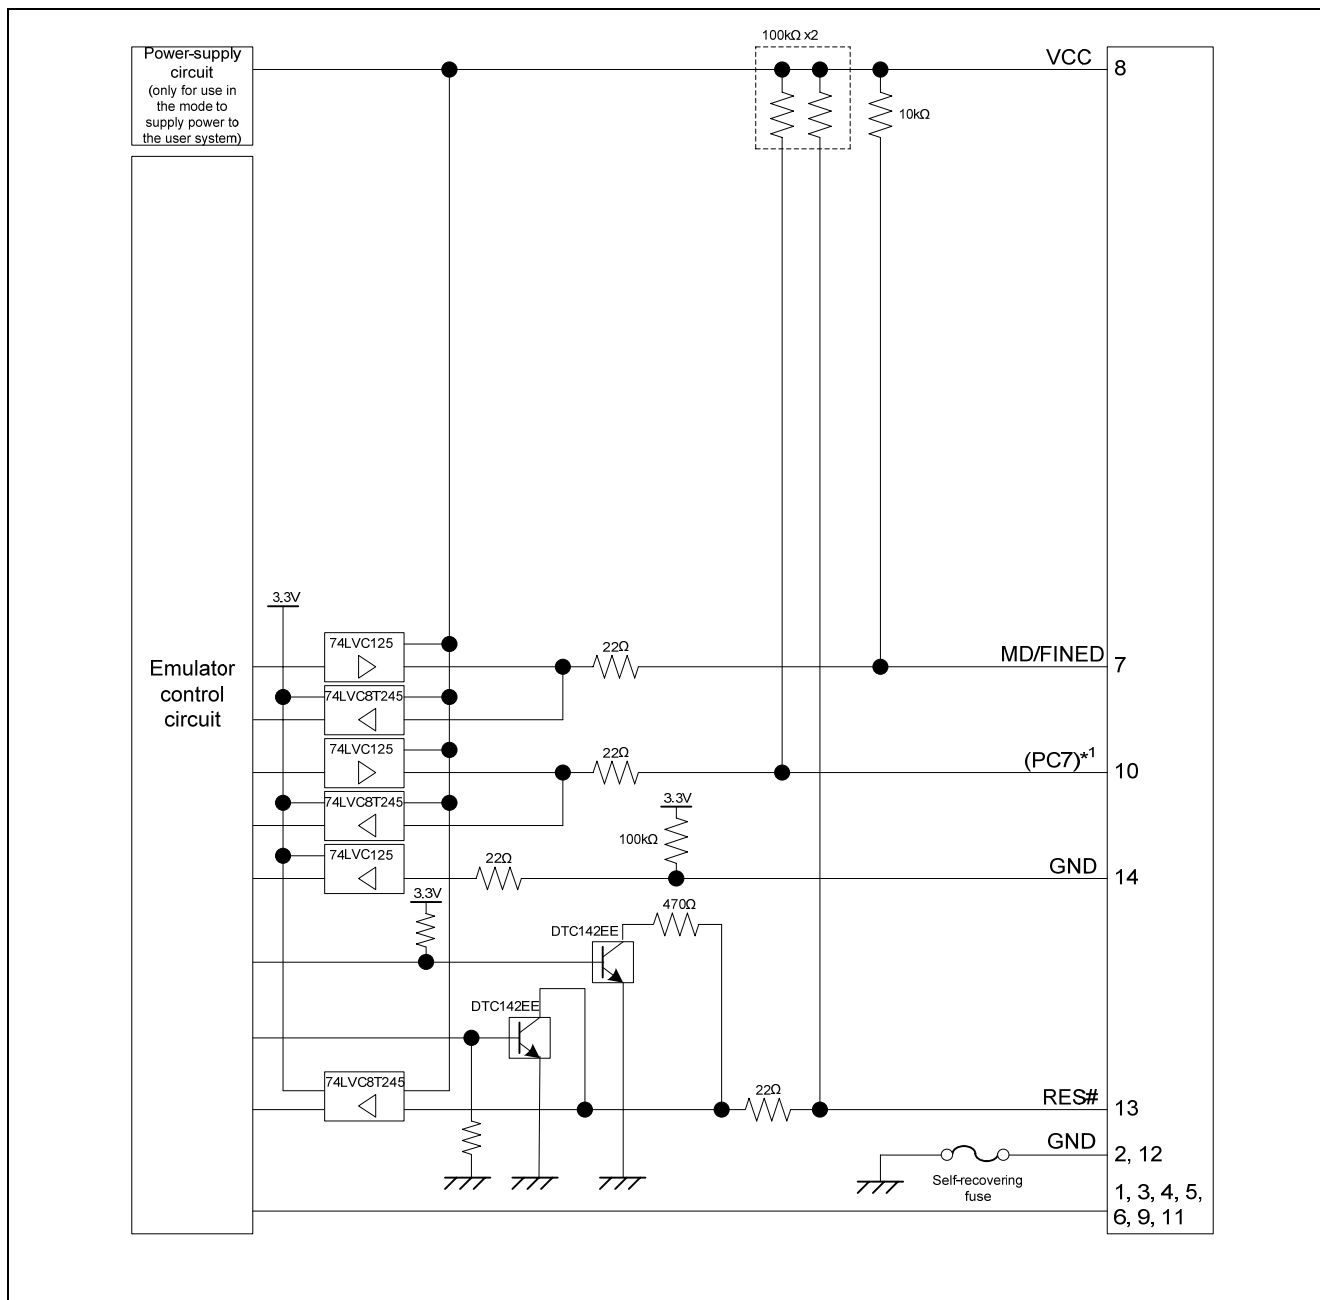 Power-supply
circuit
(only for use in
the mode to
supply power to
the user system)
100kΩ x2
VCC
8
10kΩ
3.3V
Emulator
control
circuit
74LVC125
22Ω
MD/FINED
7
74LVC8T245
74LVC125
22Ω
(PC7)*1
10
74LVC8T245
3.3V
100kΩ
74LVC125
22Ω
GND
14
3.3V
470Ω
DTC142EE
DTC142EE
74LVC8T245
22Ω
RES#
13
GND
2, 12
Self-recovering
fuse
1, 3, 4, 5,
6, 9, 11